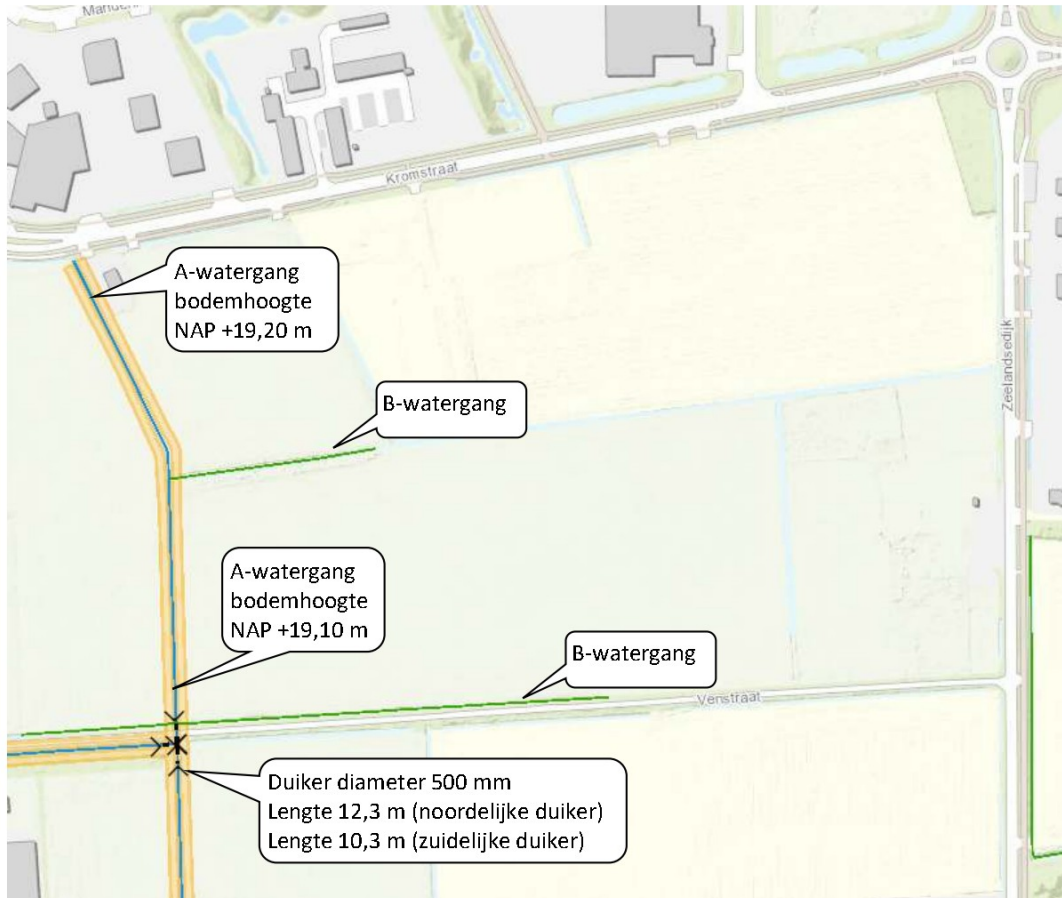 Kromstraat
A-watergang
bodemhoogte
NAP +19,20 m
Zeelandsedijk
B-watergang
A-watergang
bodemhoogte
NAP +19,10 m
B-watergang
Venstraat
Duiker diameter 500 mm
Lengte 12,3 m (noordelijke duiker)
Lengte 10,3 m (zuidelijke duiker)